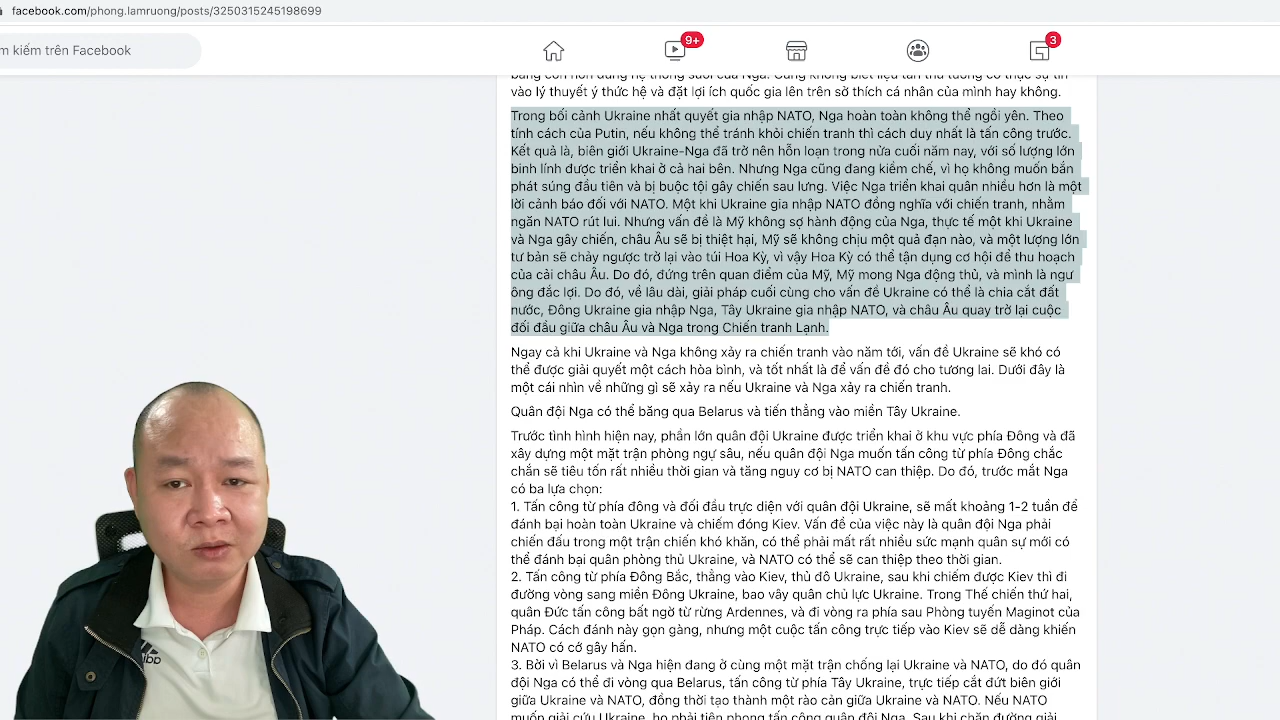 facebook.com/phong.lamruong/posts/3250315245198699
m kiếm trên Facebook
9+
3
bằng con hơn dùng hệ thống
vào lý thuyết ý thức hệ và đặt lợi ích quốc gia lên trên sở thích cá nhân của mình hay không.
Trong bối cảnh Ukraine nhất quyết gia nhập NATO, Nga hoàn toàn không thể ngồi yên. Theo
tính cách của Putin, nếu không thể tránh khỏi chiến tranh thì cách duy nhất là tấn công trước.
Kết quả là, biên giới Ukraine-Nga đã trở nên hỗn loạn trong nửa cuối năm nay, với số lượng lớn
binh lính được triển khai ở cả hai bên. Nhưng Nga cũng đang kiềm chế, vì họ không muốn bắn
phát súng đầu tiên và bị buộc tội gây chiến sau lưng. Việc Nga triển khai quân nhiều hơn là một
lời cảnh báo đối với NATO. Một khi Ukraine gia nhập NATO đồng nghĩa với chiến tranh, nhằm
ngăn NATO rút lui. Nhưng vấn đề là Mỹ không sợ hành động của Nga, thực tế một khi Ukraine
và Nga gây chiến, châu Âu sẽ bị thiệt hại, Mỹ sẽ không chịu một quả đạn nào, và một lượng lớn
tư bản sẽ chảy ngược trở lại vào túi Hoa Kỳ, vì vậy Hoa Kỳ có thể tận dụng cơ hội để thu hoạch
của cải châu Âu. Do đó, đứng trên quan điểm của Mỹ, Mỹ mong Nga động thủ, và mình là ngư
ông đắc lợi. Do đó, về lâu dài, giải pháp cuối cùng cho vấn đề Ukraine có thể là chia cắt đất
nước, Đông Ukraine gia nhập Nga, Tây Ukraine gia nhập NATO, và châu Âu quay trở lại cuộc
đối đầu giữa châu Âu và Nga trong Chiến tranh Lạnh.
Ngay cả khi Ukraine và Nga không xảy ra chiến tranh vào năm tới, vấn đề Ukraine sẽ khó có
thể được giải quyết một cách hòa bình, và tốt nhất là để vấn đề đó cho tương lai. Dưới đây là
một cái nhìn về những gì sẽ xảy ra nếu Ukraine và Nga xảy ra chiến tranh.
Quân đội Nga có thể băng qua Belarus và tiến thẳng vào miền Tây Ukraine.
Trước tình hình hiện nay, phần lớn quân đội Ukraine được triển khai ở khu vực phía Đông và đã
xây dựng một mặt trận phòng ngự sâu, nếu quân đội Nga muốn tấn công từ phía Đông chắc
chắn sẽ tiêu tốn rất nhiều thời gian và tăng nguy cơ bị NATO can thiệp. Do đó, trước mắt Nga
có ba lựa chọn:
1. Tấn công từ phía đông và đối đầu trực diện với quân đội Ukraine, sẽ mất khoảng 1-2 tuần để
đánh bại hoàn toàn Ukraine và chiếm đóng Kiev. Vấn đề của việc này là quân đội Nga phải
chiến đấu trong một trận chiến khó khăn, có thể phải mất rất nhiều sức mạnh quân sự mới có
thể đánh bại quân phòng thủ Ukraine, và NATO có thể sẽ can thiệp theo thời gian.
2. Tấn công từ phía Đông Bắc, thẳng vào Kiev, thủ đô Ukraine, sau khi chiếm được Kiev thì đi
đường vòng sang miền Đông Ukraine, bao vây quân chủ lực Ukraine. Trong Thế chiến thứ hai,
quân Đức tấn công bất ngờ từ rừng Ardennes, và đi vòng ra phía sau Phòng tuyến Maginot của
Pháp. Cách đánh này gọn gàng, nhưng một cuộc tấn công trực tiếp vào Kiev sẽ dễ dàng khiến
NATO có cớ gây hấn.
3. Bởi vì Belarus và Nga hiện đang ở cùng một mặt trận chống lại Ukraine và NATO, do đó quân
đội Nga có thể đi vòng qua Belarus, tấn công từ phía Tây Ukraine, trực tiếp cắt đứt biên giới
giữa Ukraine và NATO, đồng thời tạo thành một rào cản giữa Ukraine và NATO. Nếu NATO
muốn giải cứu Ukraine, họ phải tiên phong tấn công quân đội Nga. Sau khi chặn đường giải